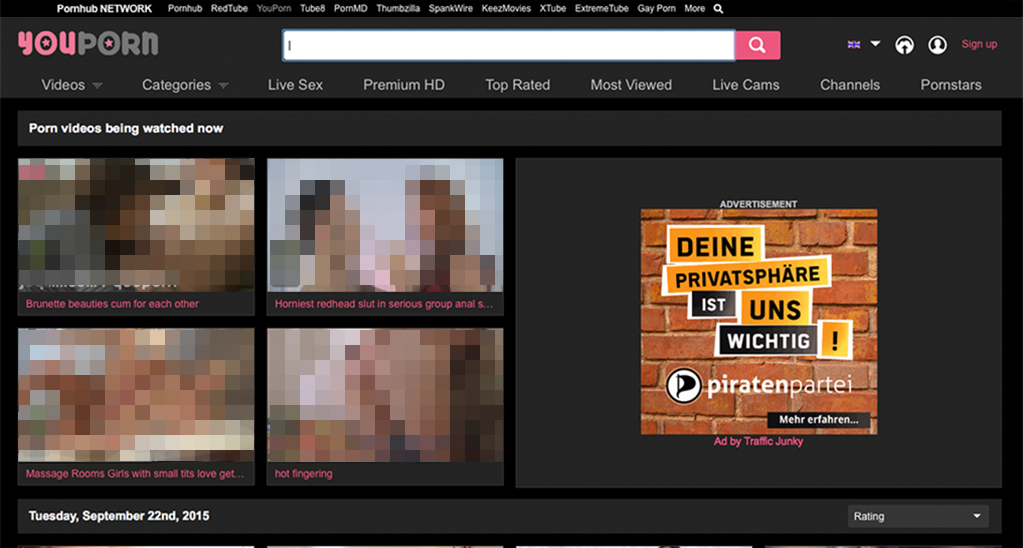 Pornhub NETWORK Pornhub RedTube YouPorn Tube8 PornMD Thumbzilla SpankWire KeezMovies XTube ExtremeTube Gay Porn More
YOUPORN
Sign up
Videos Categories Live Sex Premium HD Top Rated Most Viewed Live Cams Channels Pornstars
Porn videos being watched now
Brunette beauties cum for each other
Horniest redhead slut in serious group anal s...
Massage Rooms Girls with small tits love get...
hot fingering
ADVERTISEMENT
DEINE
PRIVATSPHÄRE
IST UNS
WICHTIG !
piratenpartei
Mehr erfahren...
Ad by Traffic Junky
Tuesday, September 22nd, 2015
Rating